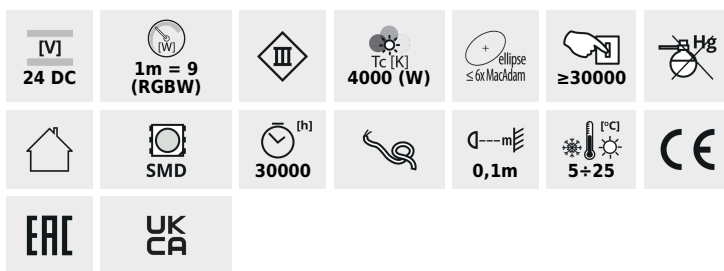 [V]
24 DC
[W]
1m = 9
(RGBW)
III
Tc [K]
4000 (W)
ellipse
≤ 6x MacAdam
≥30000
Hg
SMD
[h]
30000
m
0,1m
[°C]
5÷25
CE
EAC
UK
CA